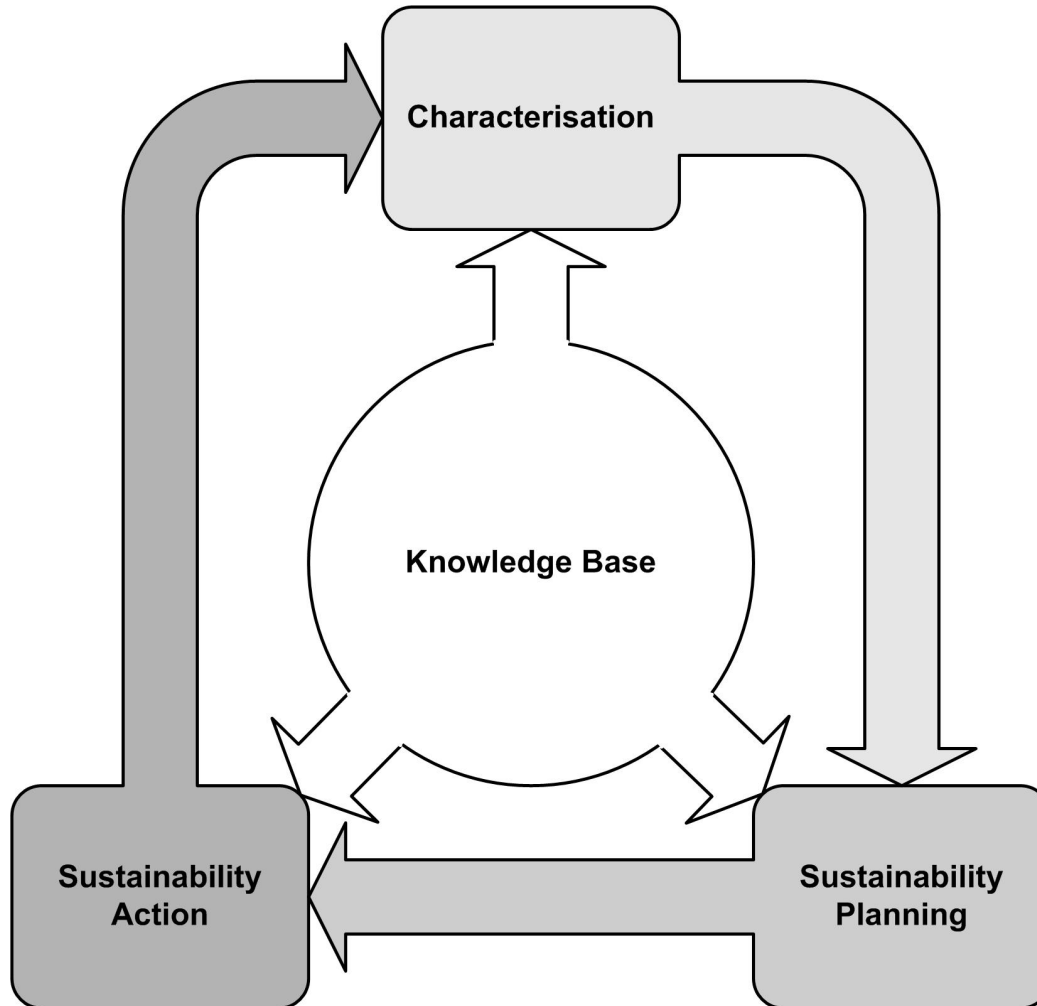 Characterisation
Knowledge Base
Sustainability
Action
Sustainability
Planning